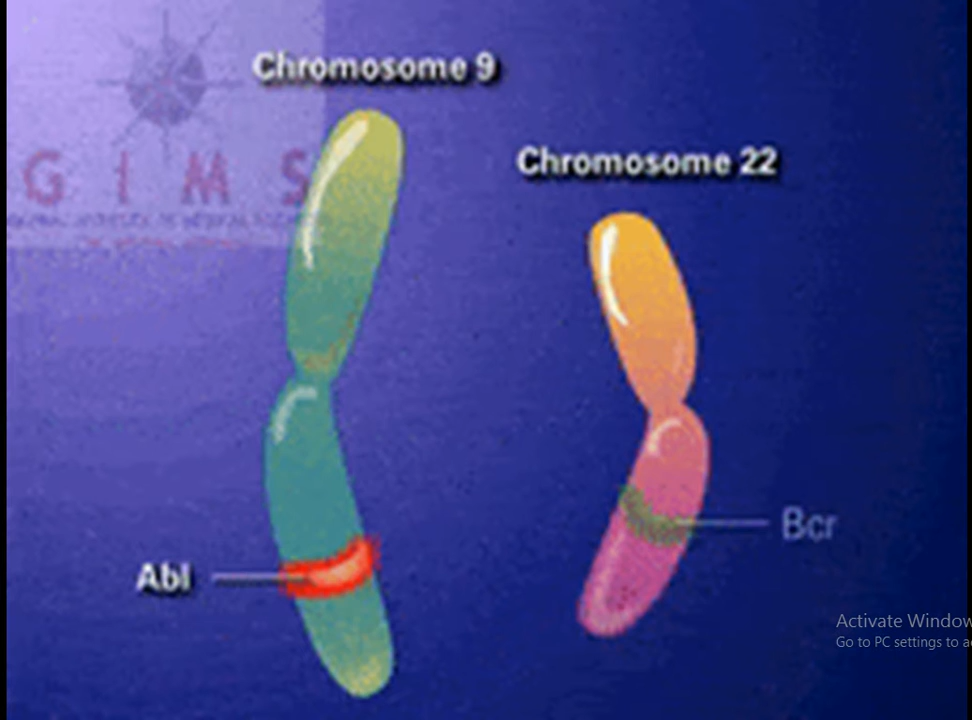 Chromosome 9
G I M S
Chromosome 22
Bcr
Abl
Activate Window
Go to PC settings to a